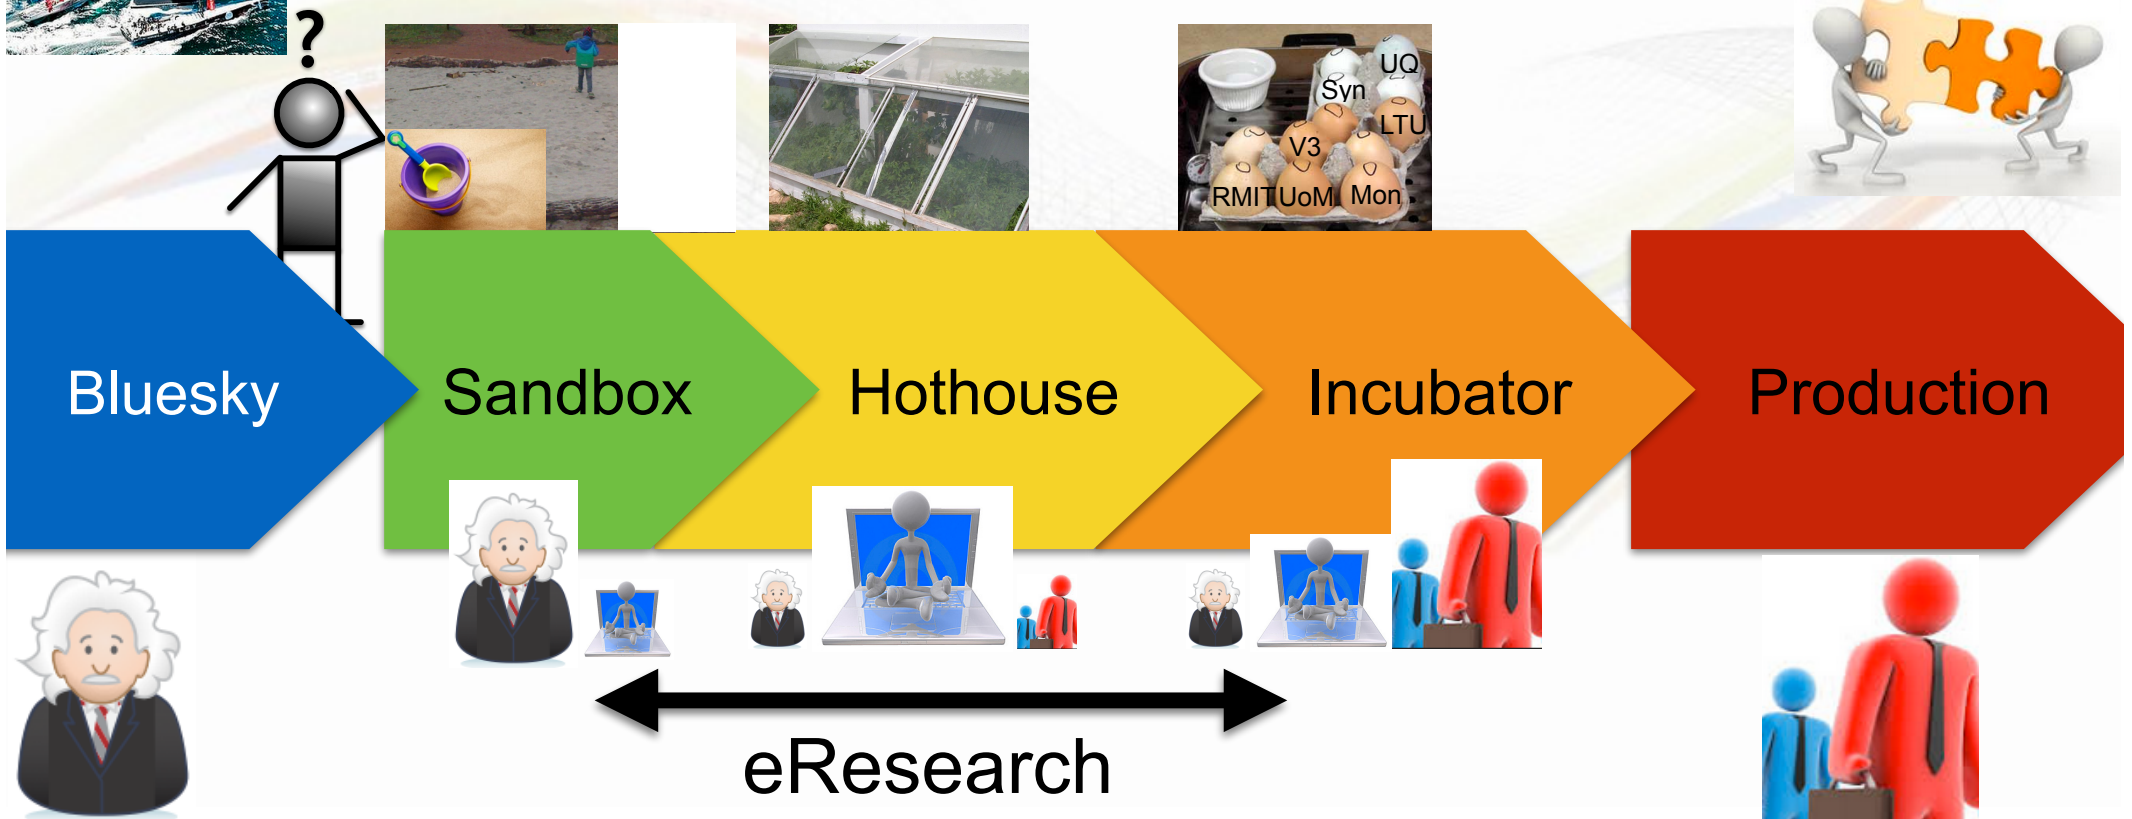 ?
UQ
Syn
LTU
V3
RMIT UoM Mon
Bluesky
Sandbox
Hothouse
Incubator
Production
eResearch